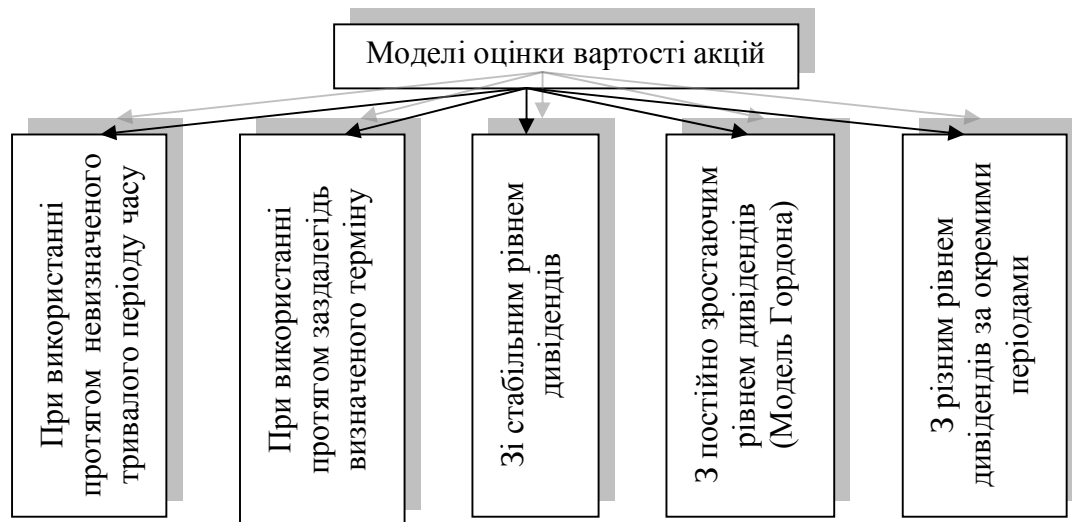 Моделі оцінки вартості акцій
При використанні
протягом невизначеного
тривалого періоду часу
При використанні
протягом заздалегідь
визначеного терміну
Зі стабільним рівнем
дивідендів
З постійно зростаючим
рівнем дивідендів
(Модель Гордона)
З різним рівнем
дивідендів за окремими
періодами